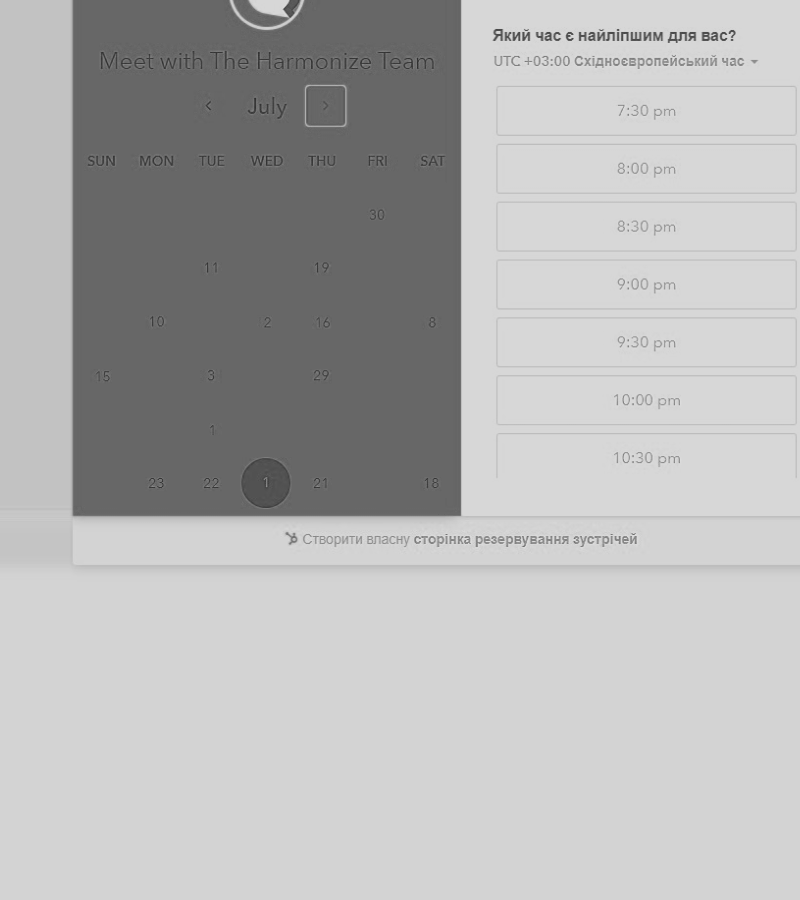 Meet with The Harmonize Team
July
SUN MON TUE WED THU FRI SAT
30
11 19
10 2 16 8
15 3 29
1
23 22 1 21 18
Який час є найліпшим для вас?
UTC +03:00 Східноєвропейський час
7:30 pm
8:00 pm
8:30 pm
9:00 pm
9:30 pm
10:00 pm
10:30 pm
Створити власну сторінка резервування зустрічей